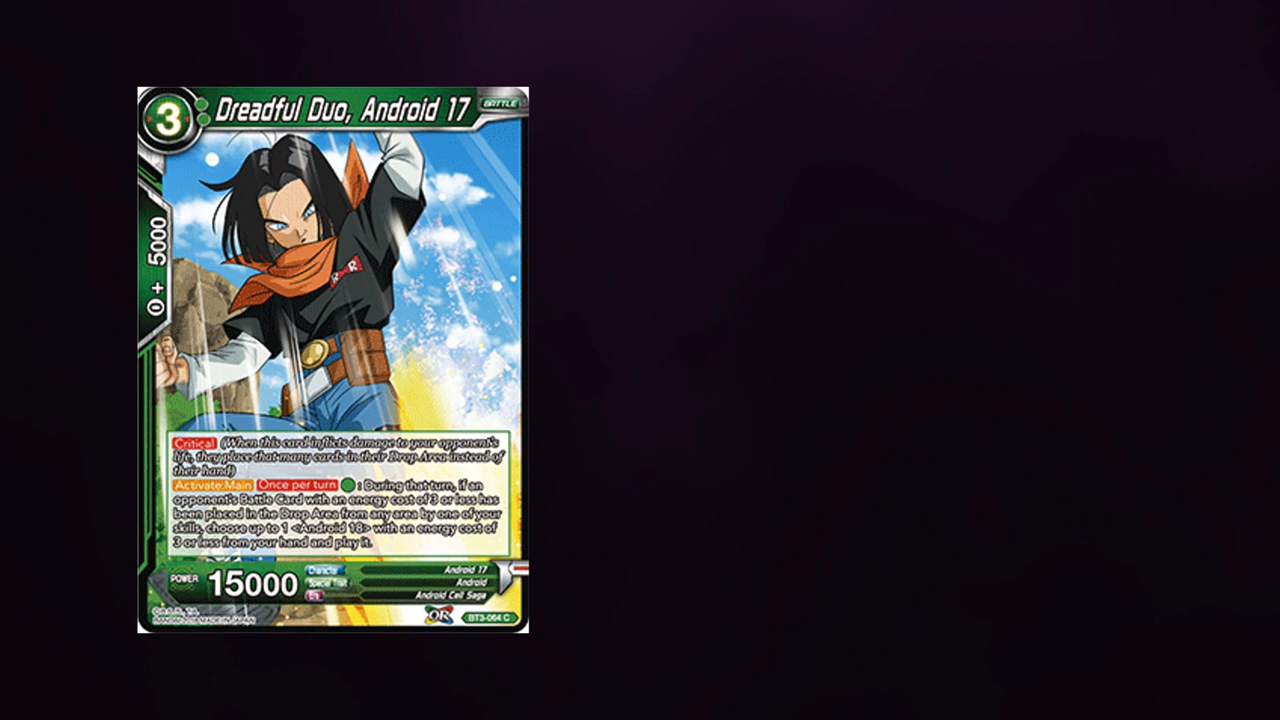 3
Dreadful Duo, Android 17
BATTLE
0 + 5000
R R
Critical (When this card inflicts damage to your opponent's
life, they place that many cards in their Drop Area instead of
their hand)
Activate:Main Once per turn : During that turn, if an
opponent's Battle Card with an energy cost of 3 or less has
been placed in the Drop Area from any area by one of your
skills, choose up to 1 <Android 18> with an energy cost of
3 or less from your hand and play it.
POWER 15000
Character Android 17
Special Trait Android
Era Android Cell Saga
BT3-064 C